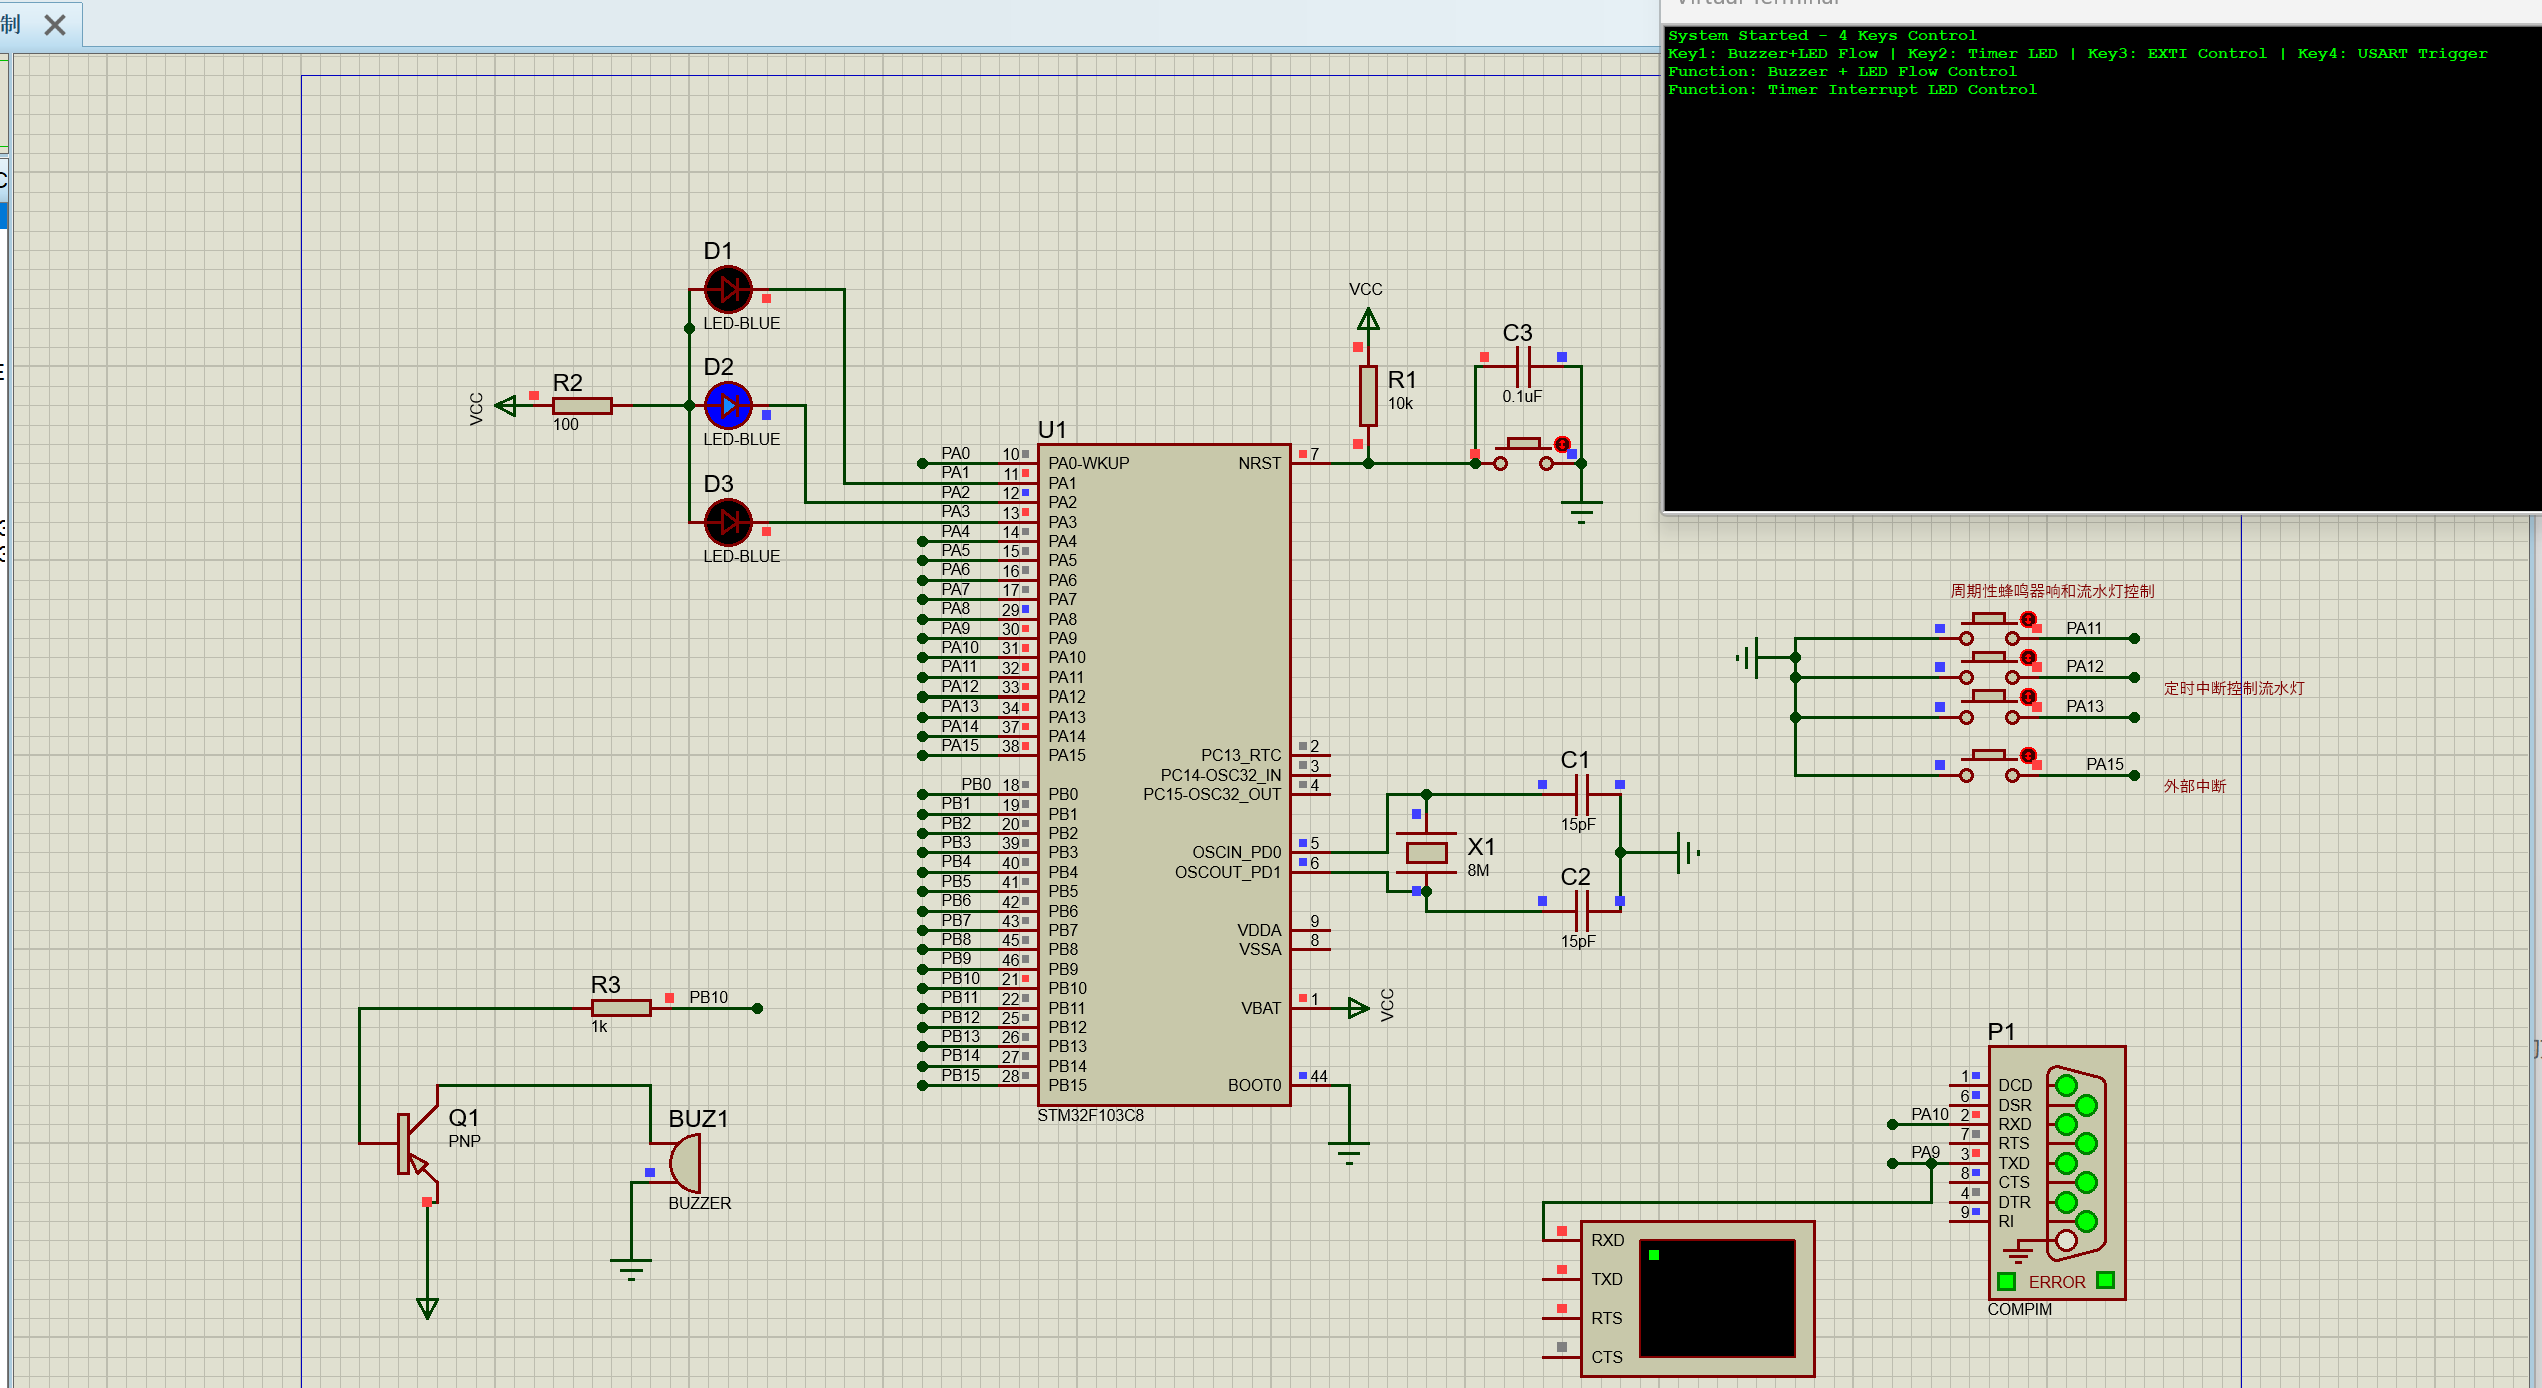 制
System Started - 4 Keys Control
Key1: Buzzer+LED Flow | Key2: Timer LED | Key3: EXTI Control | Key4: USART Trigger
Function: Buzzer + LED Flow Control
Function: Timer Interrupt LED Control
D1
LED-BLUE
D2
LED-BLUE
D3
LED-BLUE
VCC
R2
100
VCC
R1
10k
C3
0.1uF
U1
PA0 10 PA0-WKUP
PA1 11 PA1
PA2 12 PA2
PA3 13 PA3
PA4 14 PA4
PA5 15 PA5
PA6 16 PA6
PA7 17 PA7
PA8 29 PA8
PA9 30 PA9
PA10 31 PA10
PA11 32 PA11
PA12 33 PA12
PA13 34 PA13
PA14 37 PA14
PA15 38 PA15
PB0 18 PB0
PB1 19 PB1
PB2 20 PB2
PB3 39 PB3
PB4 40 PB4
PB5 41 PB5
PB6 42 PB6
PB7 43 PB7
PB8 45 PB8
PB9 46 PB9
PB10 21 PB10
PB11 22 PB11
PB12 25 PB12
PB13 26 PB13
PB14 27 PB14
PB15 28 PB15
NRST 7
PC13_RTC 2
PC14-OSC32_IN 3
PC15-OSC32_OUT 4
OSCIN_PD0 5
OSCOUT_PD1 6
VDDA 9
VSSA 8
VBAT 1
VCC
BOOT0 44
STM32F103C8
C1
15pF
X1
8M
C2
15pF
周期性蜂鸣器响和流水灯控制
PA11
PA12
定时中断控制流水灯
PA13
PA15
外部中断
R3
1k
PB10
Q1
PNP
BUZ1
BUZZER
P1
1 DCD
6 DSR
PA10 2 RXD
7 RTS
PA9 3 TXD
8 CTS
4 DTR
9 RI
ERROR
COMPIM
RXD
TXD
RTS
CTS